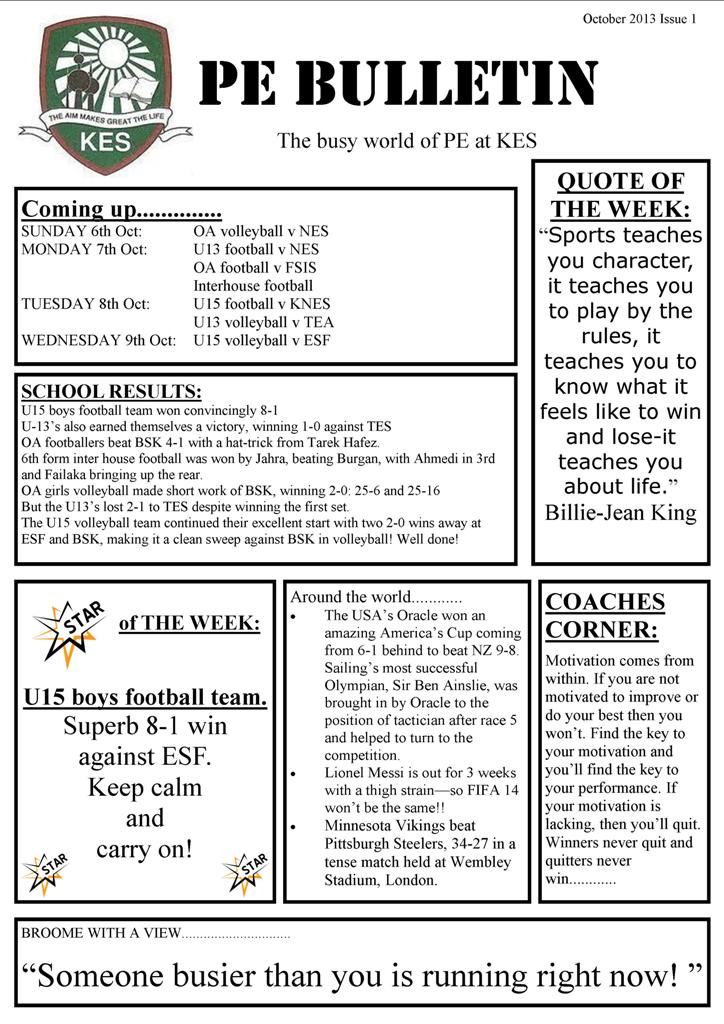 October 2013 Issue 1
THE AIM MAKES GREAT THE LIFE
KES
PE BULLETIN
The busy world of PE at KES
Coming up..............
SUNDAY 6th Oct: OA volleyball v NES
MONDAY 7th Oct: U13 football v NES
OA football v FSIS
Interhouse football
TUESDAY 8th Oct: U15 football v KNES
U13 volleyball v TEA
WEDNESDAY 9th Oct: U15 volleyball v ESF
QUOTE OF
THE WEEK:
“Sports teaches
you character,
it teaches you
to play by the
rules, it
teaches you to
know what it
feels like to win
and lose-it
teaches you
about life.”
Billie-Jean King
SCHOOL RESULTS:
U15 boys football team won convincingly 8-1
U-13’s also earned themselves a victory, winning 1-0 against TES
OA footballers beat BSK 4-1 with a hat-trick from Tarek Hafez.
6th form inter house football was won by Jahra, beating Burgan, with Ahmedi in 3rd
and Failaka bringing up the rear.
OA girls volleyball made short work of BSK, winning 2-0: 25-6 and 25-16
But the U13’s lost 2-1 to TES despite winning the first set.
The U15 volleyball team continued their excellent start with two 2-0 wins away at
ESF and BSK, making it a clean sweep against BSK in volleyball! Well done!
STAR
of THE WEEK:
U15 boys football team.
Superb 8-1 win
against ESF.
Keep calm
and
carry on!
STAR
STAR
Around the world............
• The USA’s Oracle won an
amazing America’s Cup coming
from 6-1 behind to beat NZ 9-8.
Sailing’s most successful
Olympian, Sir Ben Ainslie, was
brought in by Oracle to the
position of tactician after race 5
and helped to turn to the
competition.
• Lionel Messi is out for 3 weeks
with a thigh strain—so FIFA 14
won’t be the same!!
• Minnesota Vikings beat
Pittsburgh Steelers, 34-27 in a
tense match held at Wembley
Stadium, London.
COACHES
CORNER:
Motivation comes from
within. If you are not
motivated to improve or
do your best then you
won’t. Find the key to
your motivation and
you’ll find the key to
your performance. If
your motivation is
lacking, then you’ll quit.
Winners never quit and
quitters never
win............
BROOME WITH A VIEW..............................
“Someone busier than you is running right now! ”